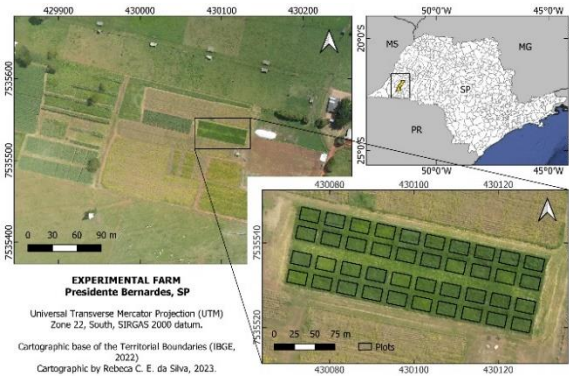 429900 430000 430100 430200
7535600
7535500
7535400
0 30 60 90 m
50°0'W 45°0'W
20°0'S
25°0'S
MS
MG
SP
PR
50°0'W 45°0'W
430080 430100 430120
7535540
7535520
0 25 50 75 m Plots
430080 430100 430120
EXPERIMENTAL FARM
Presidente Bernardes, SP
Universal Transverse Mercator Projection (UTM)
Zone 22, South, SIRGAS 2000 datum.
Cartographic base of the Territorial Boundaries (IBGE,
2022)
Cartography by Rebeca C. E. da Silva, 2023.